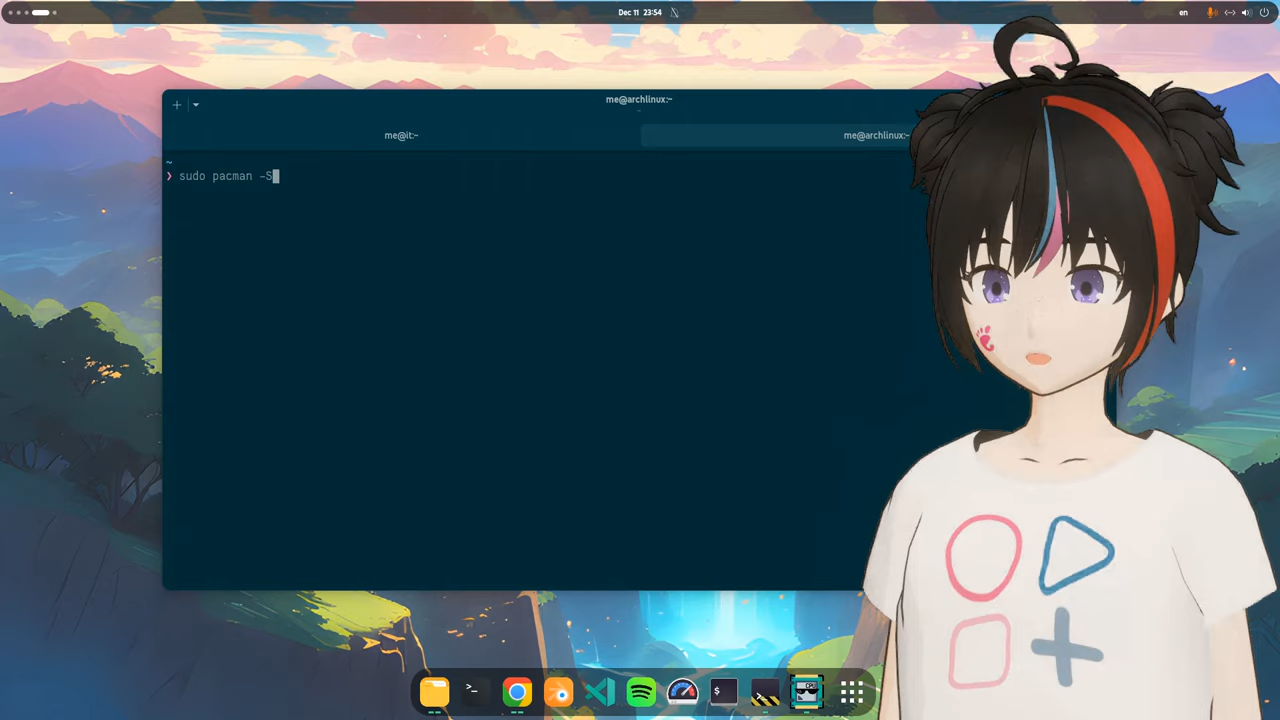 Dec 11 23:54
en
me@archlinux:~
me@it:~
me@archlinux:~
~
❯ sudo pacman -S
>_
$